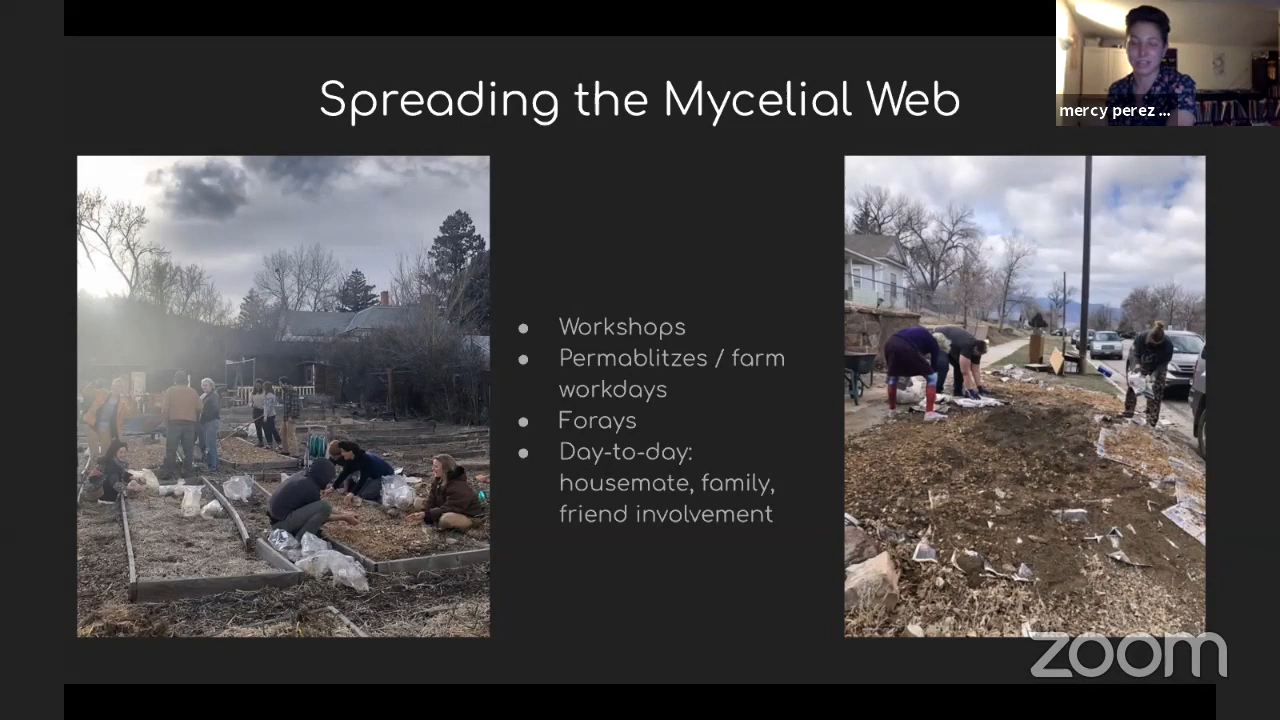 Spreading the Mycelial Web
mercy perez ...
● Workshops
● Permablitzes / farm
workdays
● Forays
● Day-to-day:
housemate, family,
friend involvement
zoom